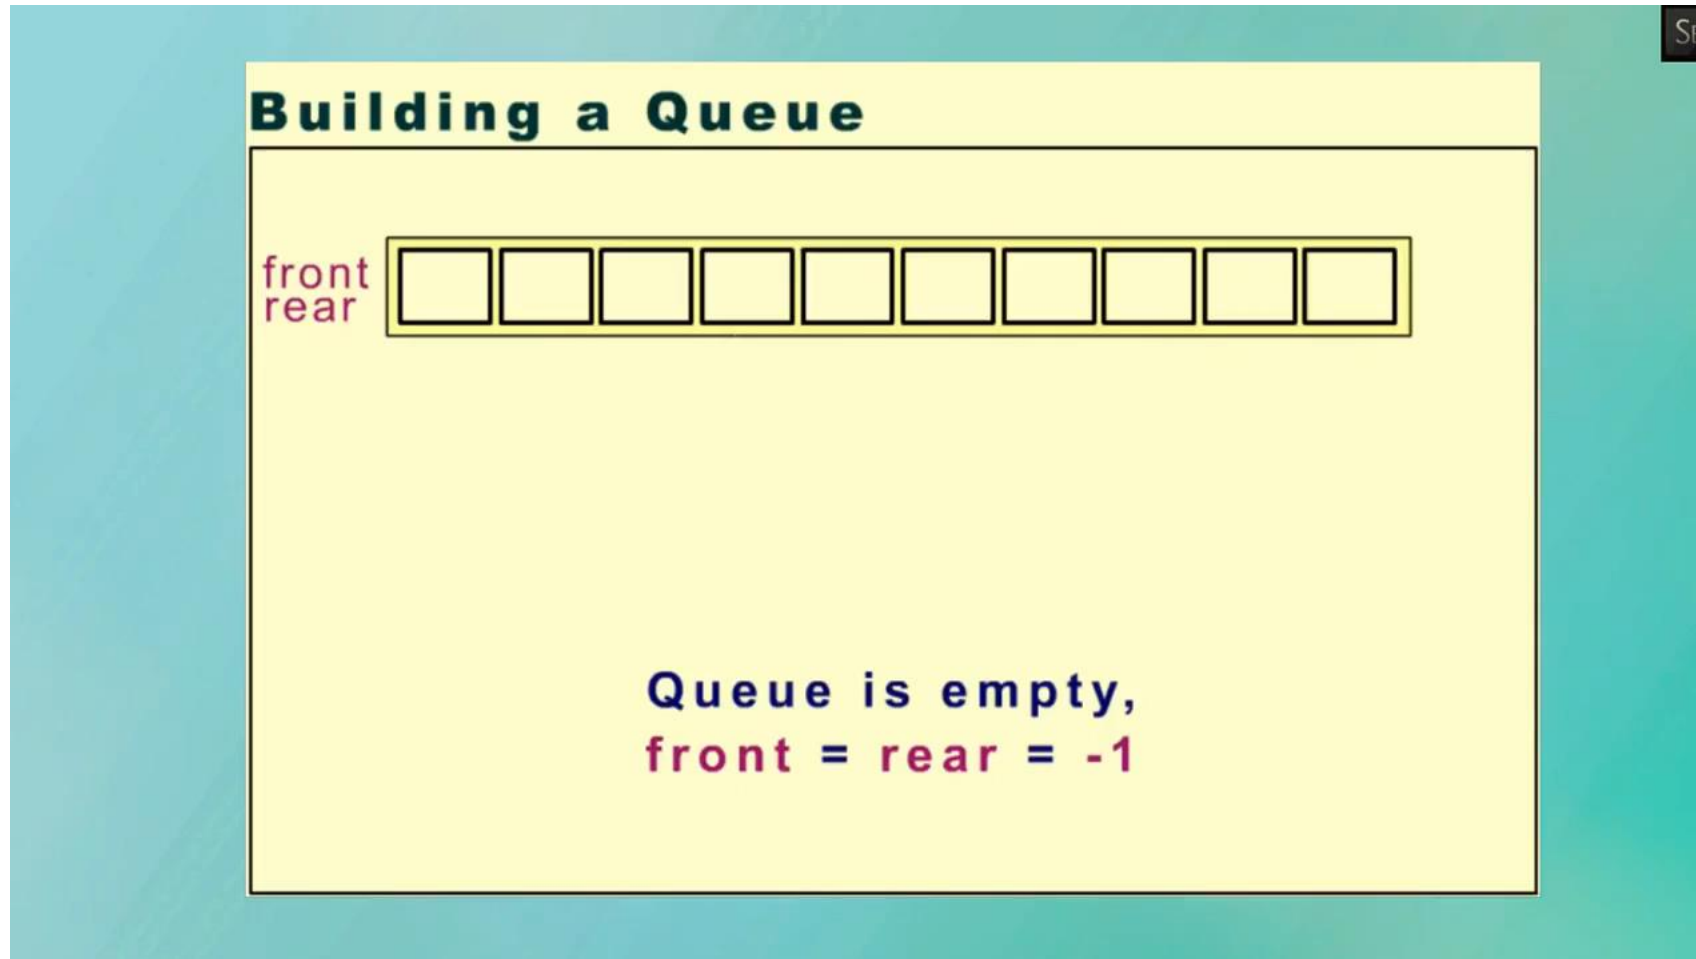 Building a Queue
front
rear
Queue is empty,
front = rear = -1